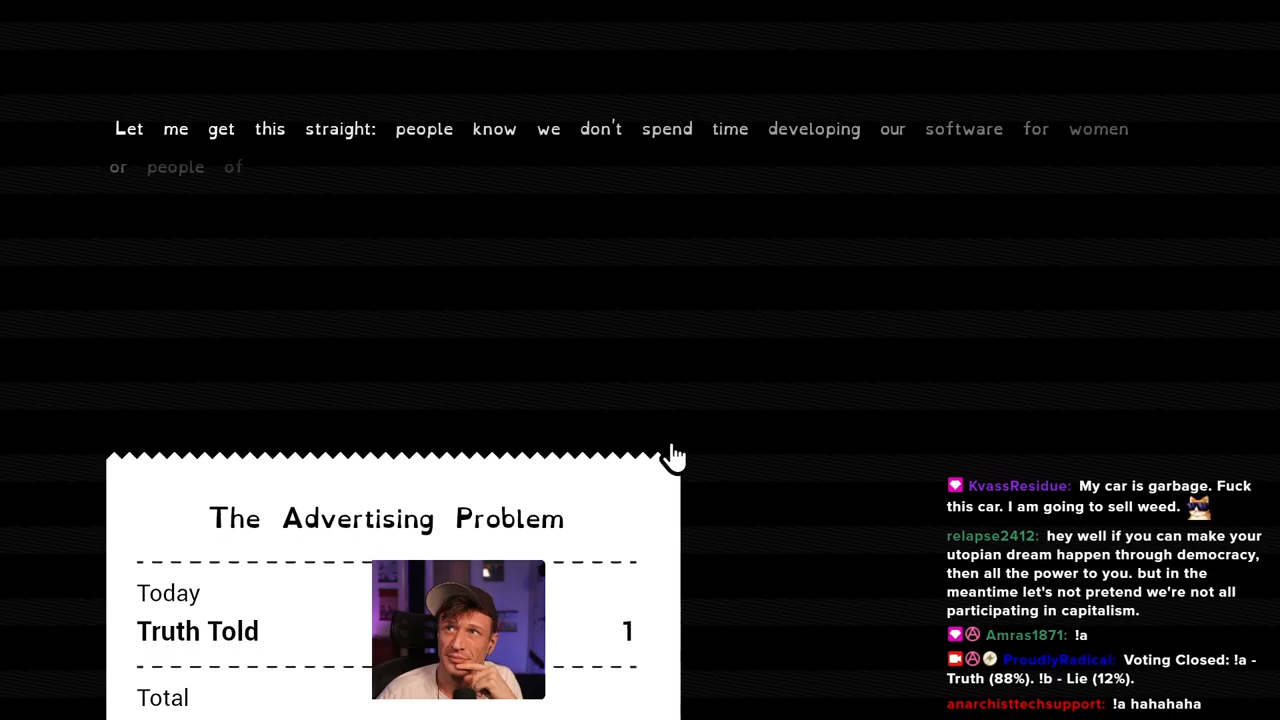 Let me get this straight: people know we don't spend time developing our software for women
or people of
The Advertising Problem
Today
Truth Told 1
Total
KvassResidue: My car is garbage. Fuck
this car. I am going to sell weed.
relapse2412: hey well if you can make your
utopian dream happen through democracy,
then all the power to you. but in the
meantime let's not pretend we're not all
participating in capitalism.
Amras1871: !a
ProudlyRadical: Voting Closed: !a -
Truth (88%). !b - Lie (12%).
anarchisttechsupport: !a hahahaha